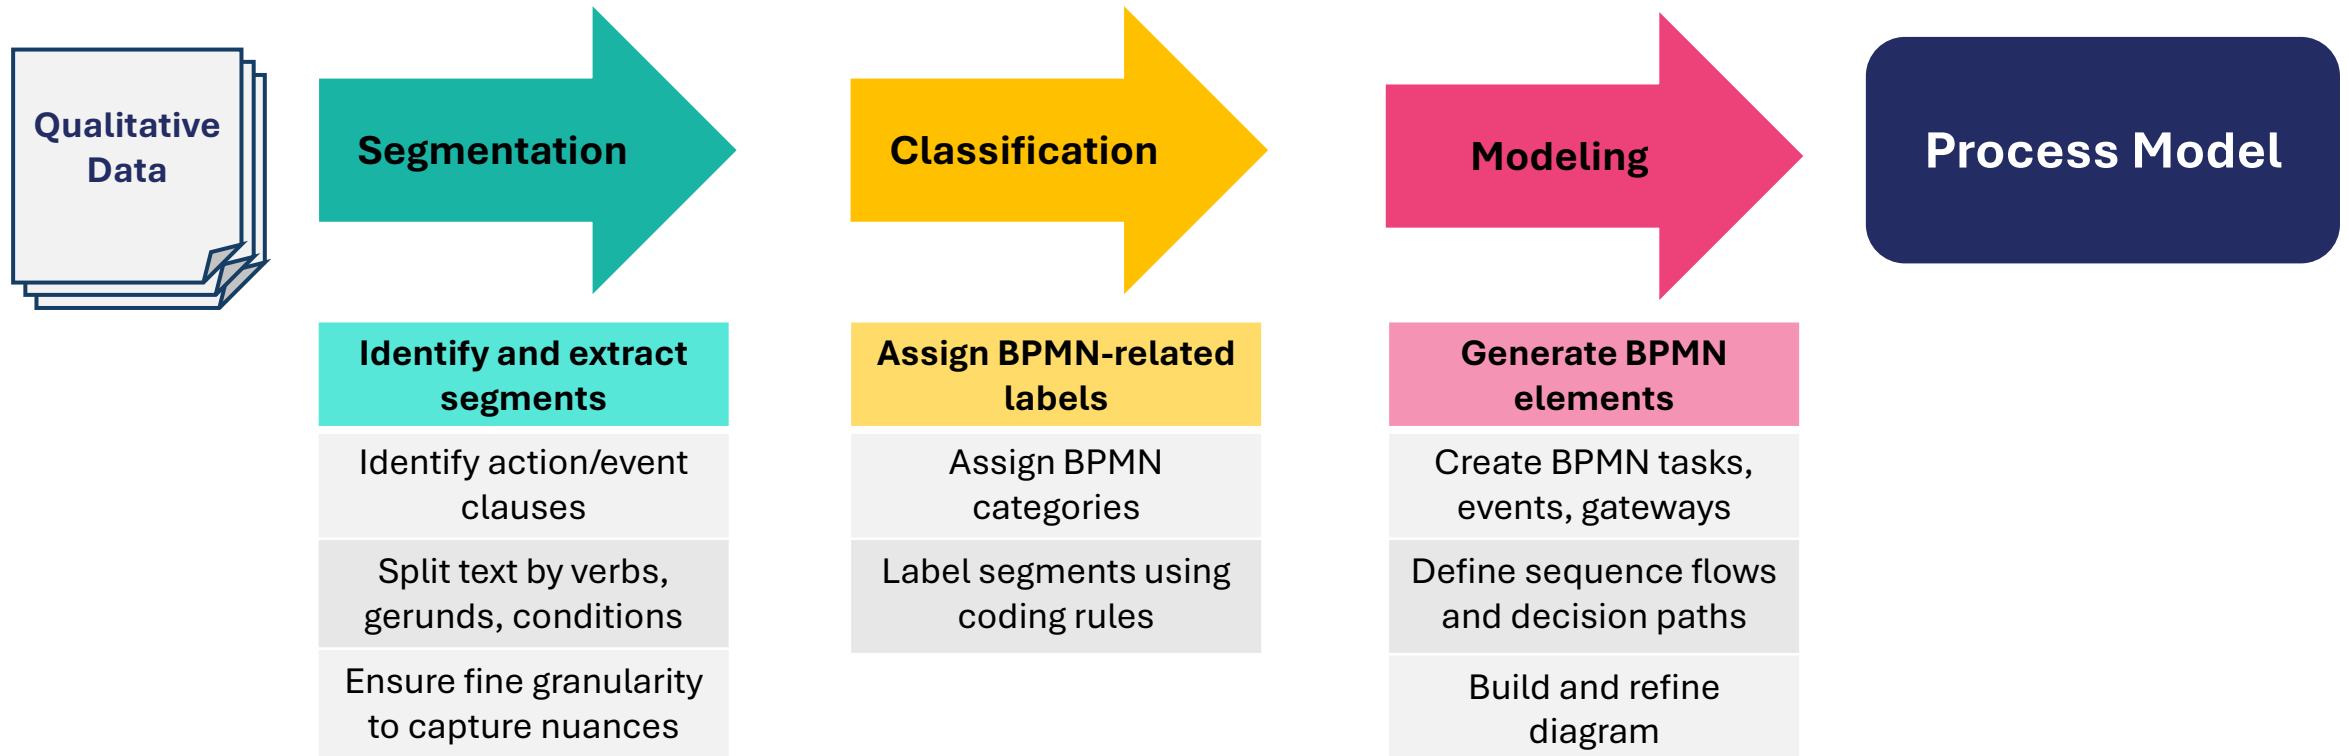 Qualitative
Data
Segmentation
Classification
Modeling
Process Model
Identify and extract
segments
Identify action/event
clauses
Split text by verbs,
gerunds, conditions
Ensure fine granularity
to capture nuances
Assign BPMN-related
labels
Assign BPMN
categories
Label segments using
coding rules
Generate BPMN
elements
Create BPMN tasks,
events, gateways
Define sequence flows
and decision paths
Build and refine
diagram